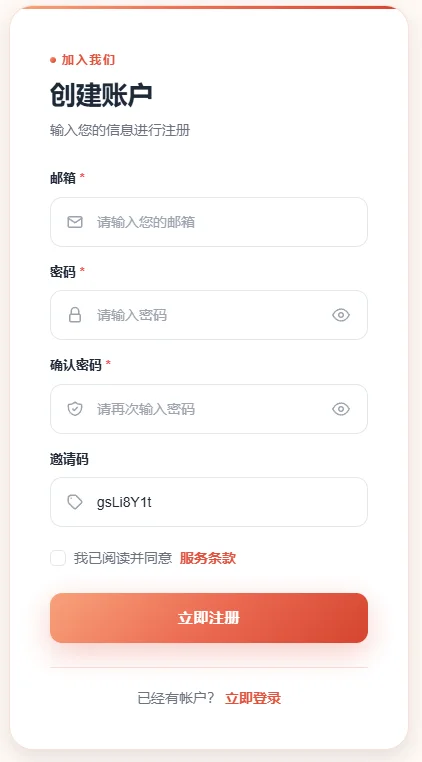 加入我们
创建账户
输入您的信息进行注册
邮箱 *
请输入您的邮箱
密码 *
请输入密码
确认密码 *
请再次输入密码
邀请码
gsLi8Y1t
我已阅读并同意 服务条款
立即注册
已经有帐户? 立即登录